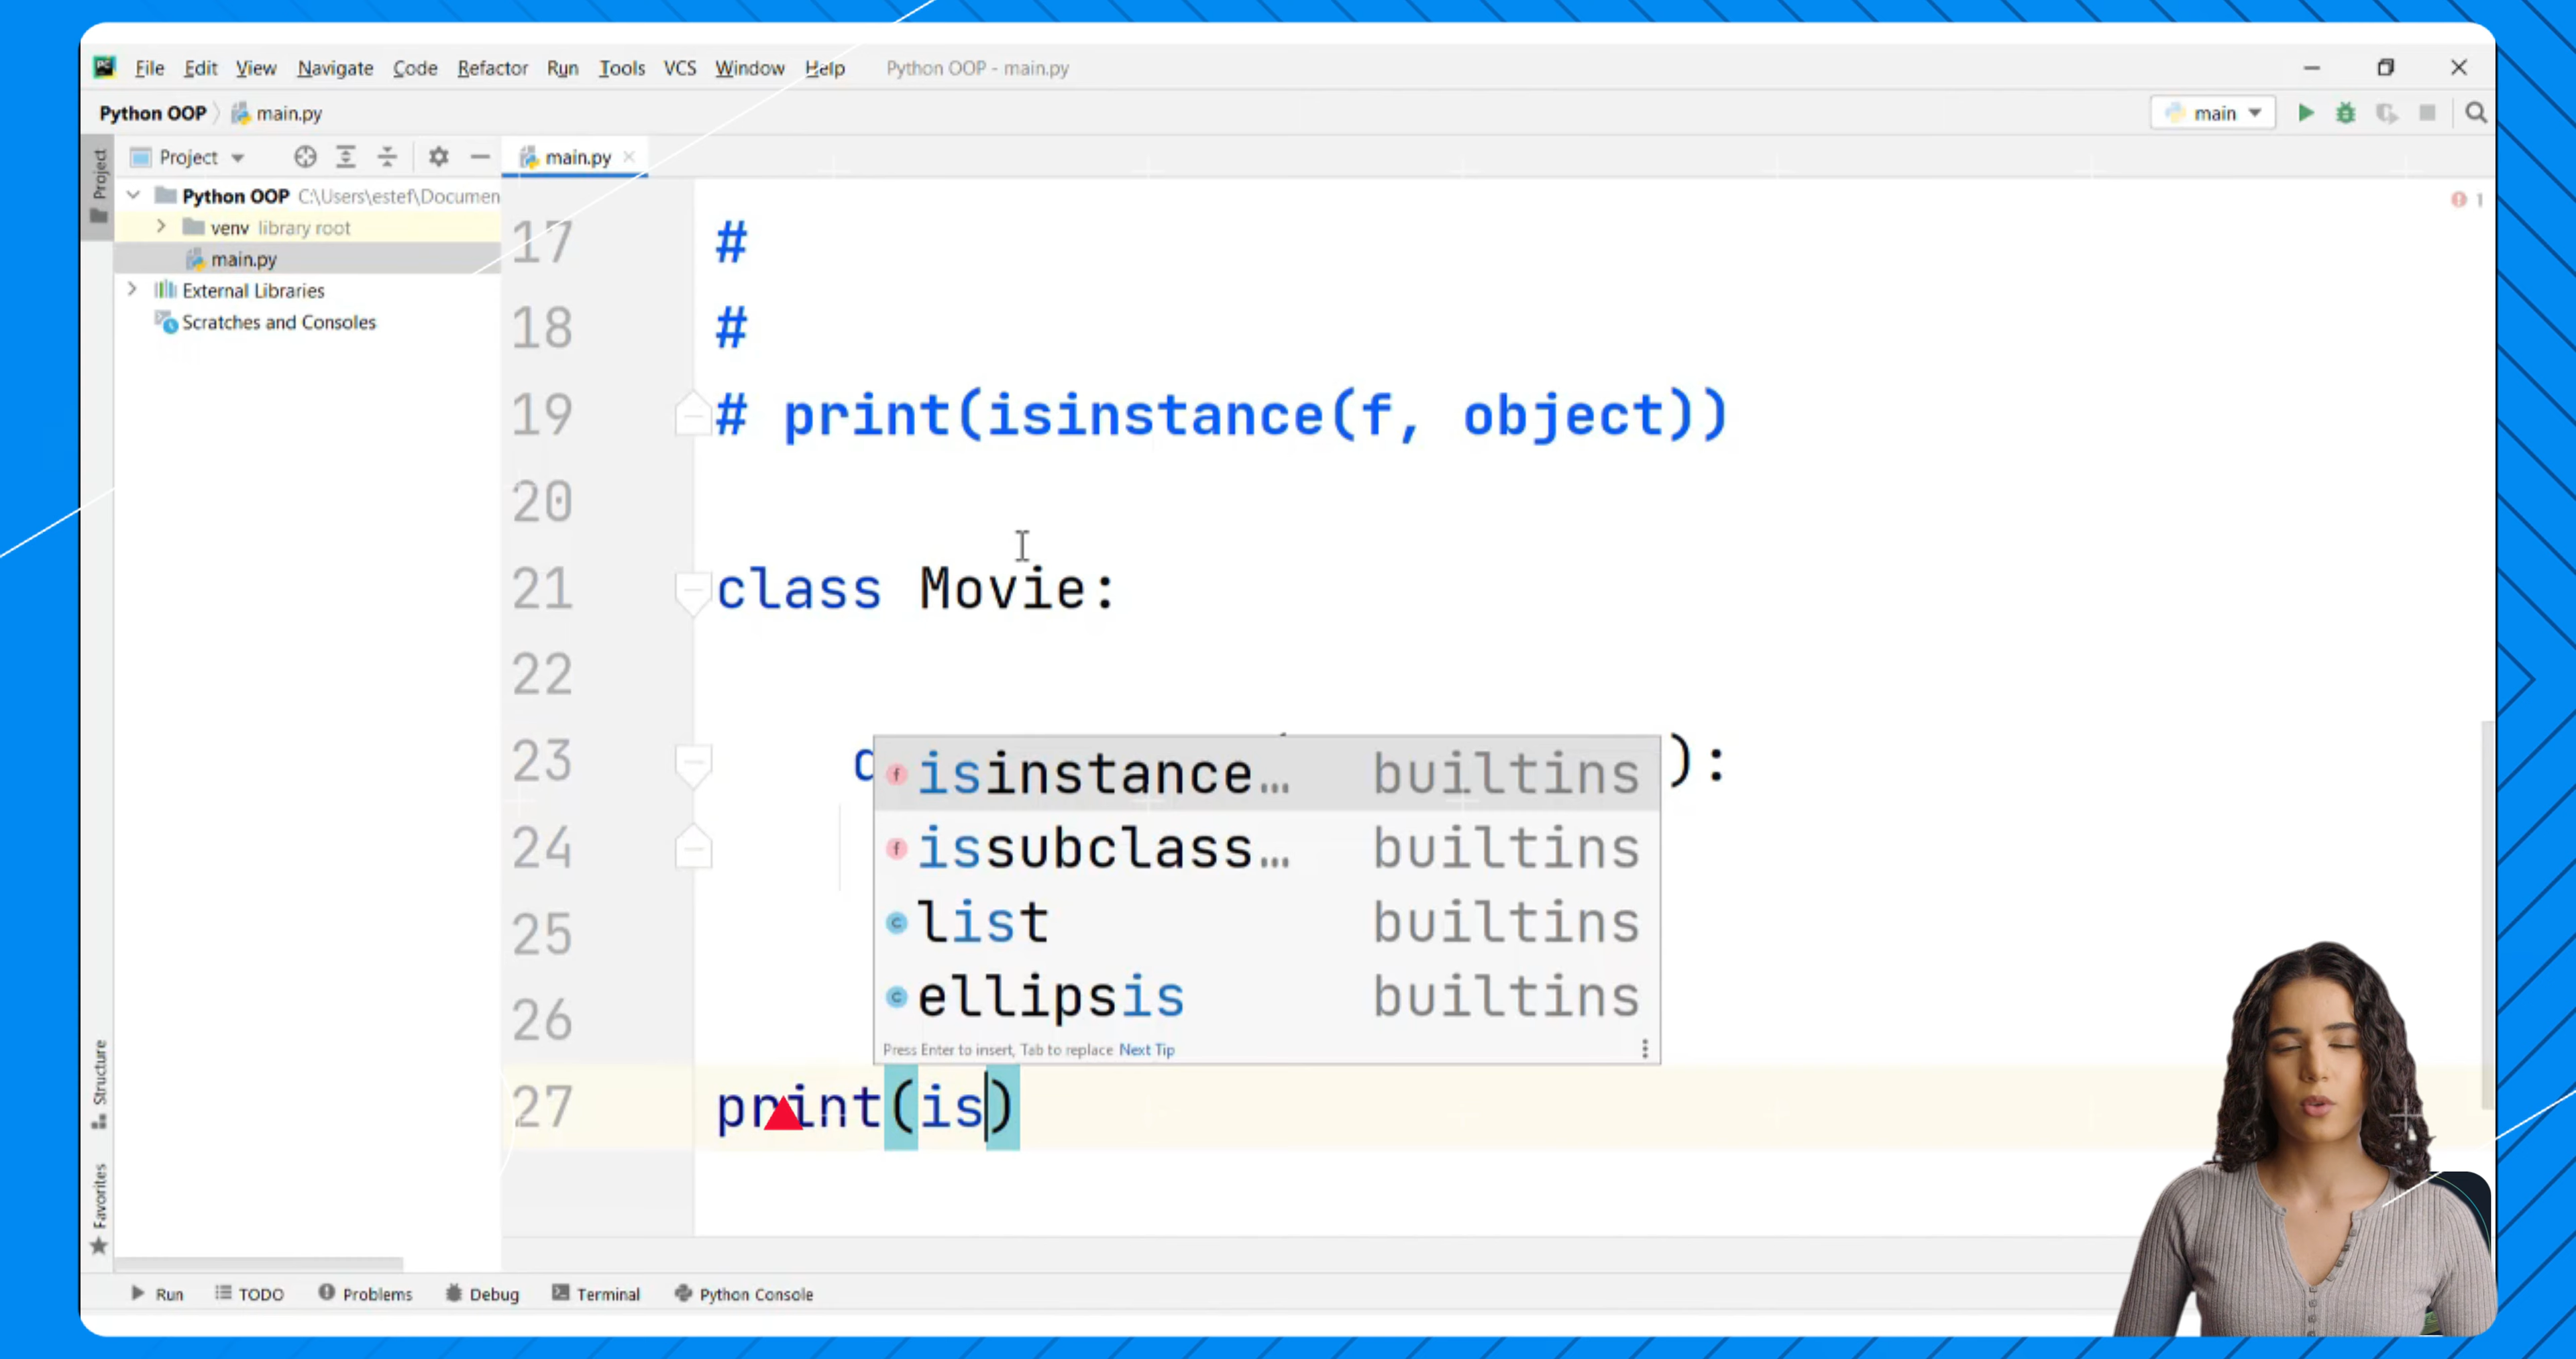 File Edit View Navigate Code Refactor Run Tools VCS Window Help Python OOP - main.py
Python OOP main.py
main
Project
Project
main.py
Python OOP C:\Users\estef\Documen
venv library root
main.py
External Libraries
Scratches and Consoles
1
17 #
18 #
19 # print(isinstance(f, object))
20
21 class Movie:
22
23 ):
24
25
26
27 print(is)
isinstance… builtins
issubclass… builtins
list builtins
ellipsis builtins
Press Enter to insert, Tab to replace Next Tip
Structure
Favorites
Run TODO Problems Debug Terminal Python Console